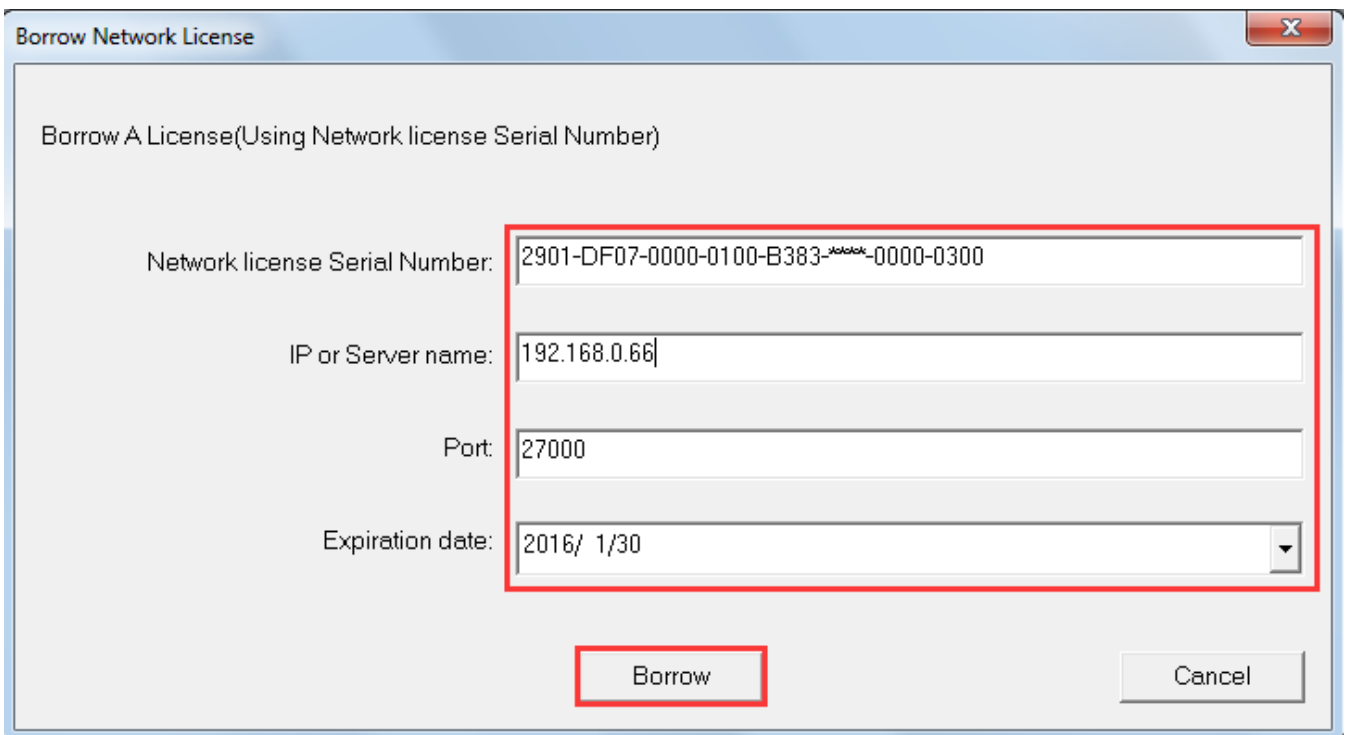 Borrow Network License
Borrow A License(Using Network license Serial Number)
Network license Serial Number: 2901-DF07-0000-0100-B383-****-0000-0300
IP or Server name: 192.168.0.66
Port: 27000
Expiration date: 2016/ 1/30
Borrow Cancel